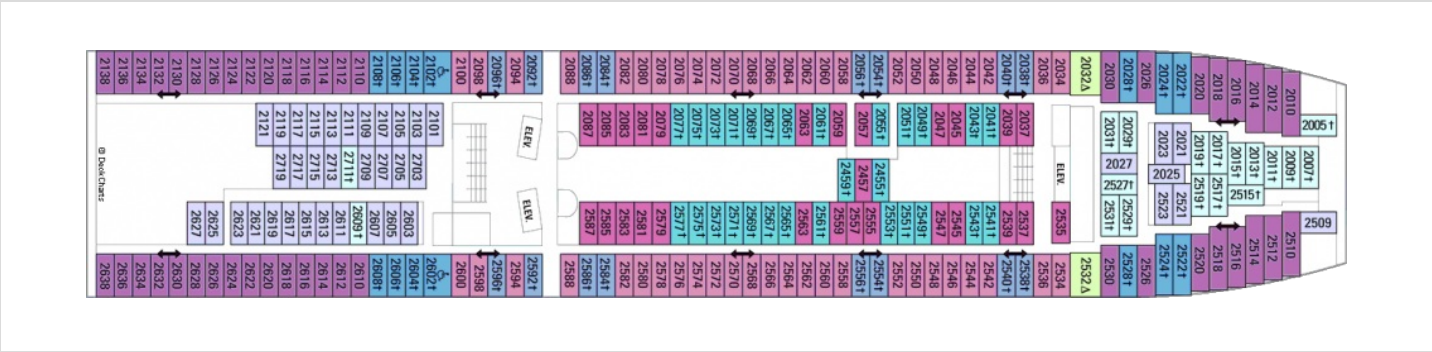 2138 2136 2134 2132 2130 2128 2126 2124 2122 2120 2118 2116 2114 2112 2110 2108† 2106† 2104† 2102† 2100 2098 2096† 2094 2092† 2088 2086† 2084† 2082 2080 2078 2076 2074 2072 2070 2068 2066 2064 2062 2060 2058 2056† 2054† 2052 2050 2048 2046 2044 2042 2040† 2038† 2036 2034 2032△ 2030 2028† 2026 2024† 2022† 2020 2018 2016 2014 2012 2010
2005†
2121 2119 2117 2115 2113 2111 2109 2107 2105 2103 2101 ELEV. 2087 2085 2083 2081 2079 2077† 2075† 2073† 2071† 2069† 2067† 2065† 2063 2061† 2059 2057 2055† 2051† 2049† 2047 2045 2043† 2041† 2039 2037 2031† 2029† 2023 2021 2019† 2017† 2015† 2013† 2011† 2009† 2007†
© DeckCharts 2719 2717 2715 2713 2711† 2709 2707 2705 2703 2459† 2457 2455† ELEV. 2027 2025
2527† 2515†
2627 2625 2623 2621 2619 2617 2615 2613 2611 2609† 2607 2605 2603 ELEV. 2587 2585 2583 2581 2579 2577† 2575† 2573† 2571† 2569† 2567† 2565† 2563 2561† 2559 2557 2555 2553† 2551† 2549† 2547 2545 2543† 2541† 2539 2537 2535 2531† 2529† 2523 2521 2519† 2517†
2509
2638 2636 2634 2632 2630 2628 2626 2624 2622 2620 2618 2616 2614 2612 2610 2608† 2606† 2604† 2602† 2600 2598 2596† 2594 2592† 2588 2586† 2584† 2582 2580 2578 2576 2574 2572 2570 2568 2566 2564 2562 2560 2558 2556† 2554† 2552 2550 2548 2546 2544 2542 2540† 2538† 2536 2534 2532△ 2530 2528† 2526 2524† 2522† 2520 2518 2516 2514 2512 2510